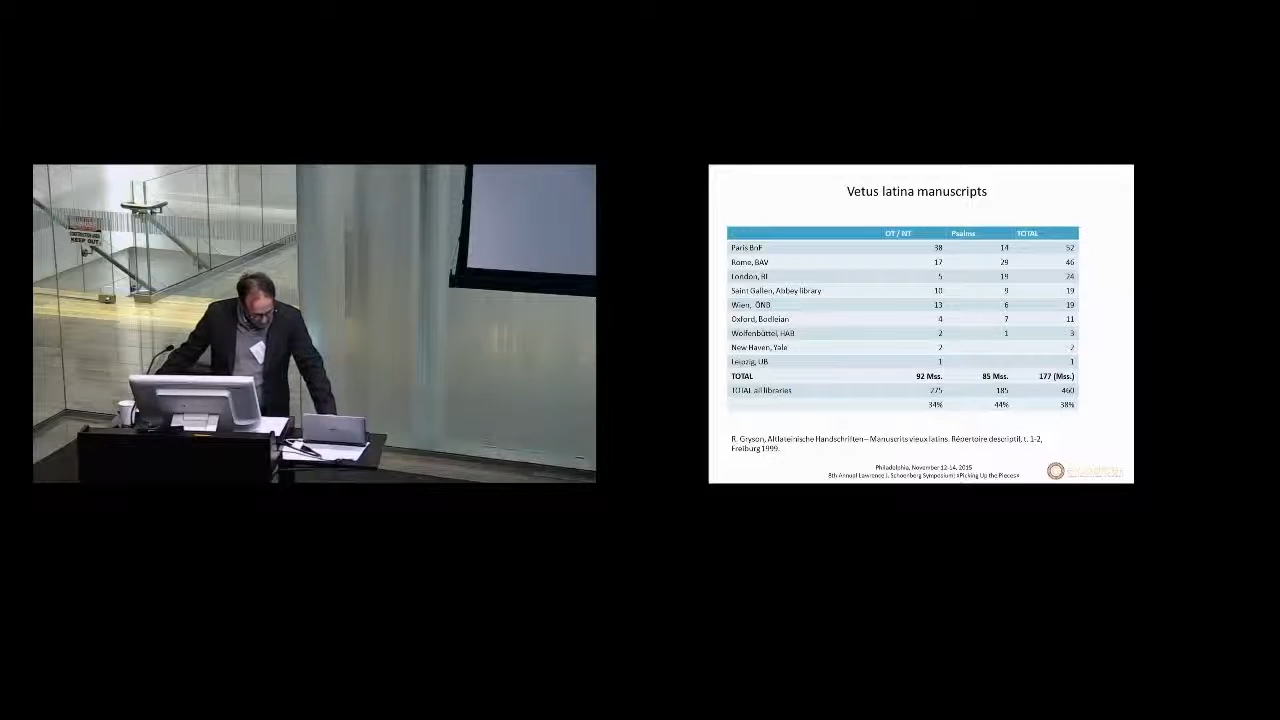 KEEP OUT
Vetus latina manuscripts
OT / NT Psalms TOTAL
Paris BnF 38 14 52
Rome, BAV 17 29 46
London, BL 5 19 24
Saint Gallen, Abbey library 10 9 19
Wien, ÖNB 13 6 19
Oxford, Bodleian 4 7 11
Wolfenbüttel, HAB 2 1 3
New Haven, Yale 2 2
Leipzig, UB 1 1
TOTAL 92 Mss. 85 Mss. 177 (Mss.)
TOTAL all libraries 275 185 460
34% 44% 38%
R. Gryson, Altlateinische Handschriften – Manuscrits vieux latins. Répertoire descriptif, t. 1-2,
Freiburg 1999.
Philadelphia, November 12-14, 2015
8th Annual Lawrence J. Schoenberg Symposium: »Picking Up the Pieces«